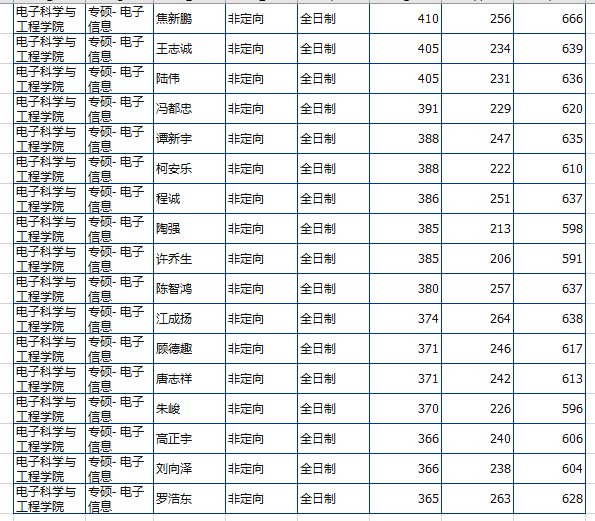 电子科学与工程学院 专硕- 电子信息 焦新鹏 非定向 全日制 410 256 666
电子科学与工程学院 专硕- 电子信息 王志诚 非定向 全日制 405 234 639
电子科学与工程学院 专硕- 电子信息 陆伟 非定向 全日制 405 231 636
电子科学与工程学院 专硕- 电子信息 冯都忠 非定向 全日制 391 229 620
电子科学与工程学院 专硕- 电子信息 谭新宇 非定向 全日制 388 247 635
电子科学与工程学院 专硕- 电子信息 柯安乐 非定向 全日制 388 222 610
电子科学与工程学院 专硕- 电子信息 程诚 非定向 全日制 386 251 637
电子科学与工程学院 专硕- 电子信息 陶强 非定向 全日制 385 213 598
电子科学与工程学院 专硕- 电子信息 许乔生 非定向 全日制 385 206 591
电子科学与工程学院 专硕- 电子信息 陈智鸿 非定向 全日制 380 257 637
电子科学与工程学院 专硕- 电子信息 江成扬 非定向 全日制 374 264 638
电子科学与工程学院 专硕- 电子信息 顾德趣 非定向 全日制 371 246 617
电子科学与工程学院 专硕- 电子信息 唐志祥 非定向 全日制 371 242 613
电子科学与工程学院 专硕- 电子信息 朱峻 非定向 全日制 370 226 596
电子科学与工程学院 专硕- 电子信息 高正宇 非定向 全日制 366 240 606
电子科学与工程学院 专硕- 电子信息 刘向泽 非定向 全日制 366 238 604
电子科学与工程学院 专硕- 电子信息 罗浩东 非定向 全日制 365 263 628